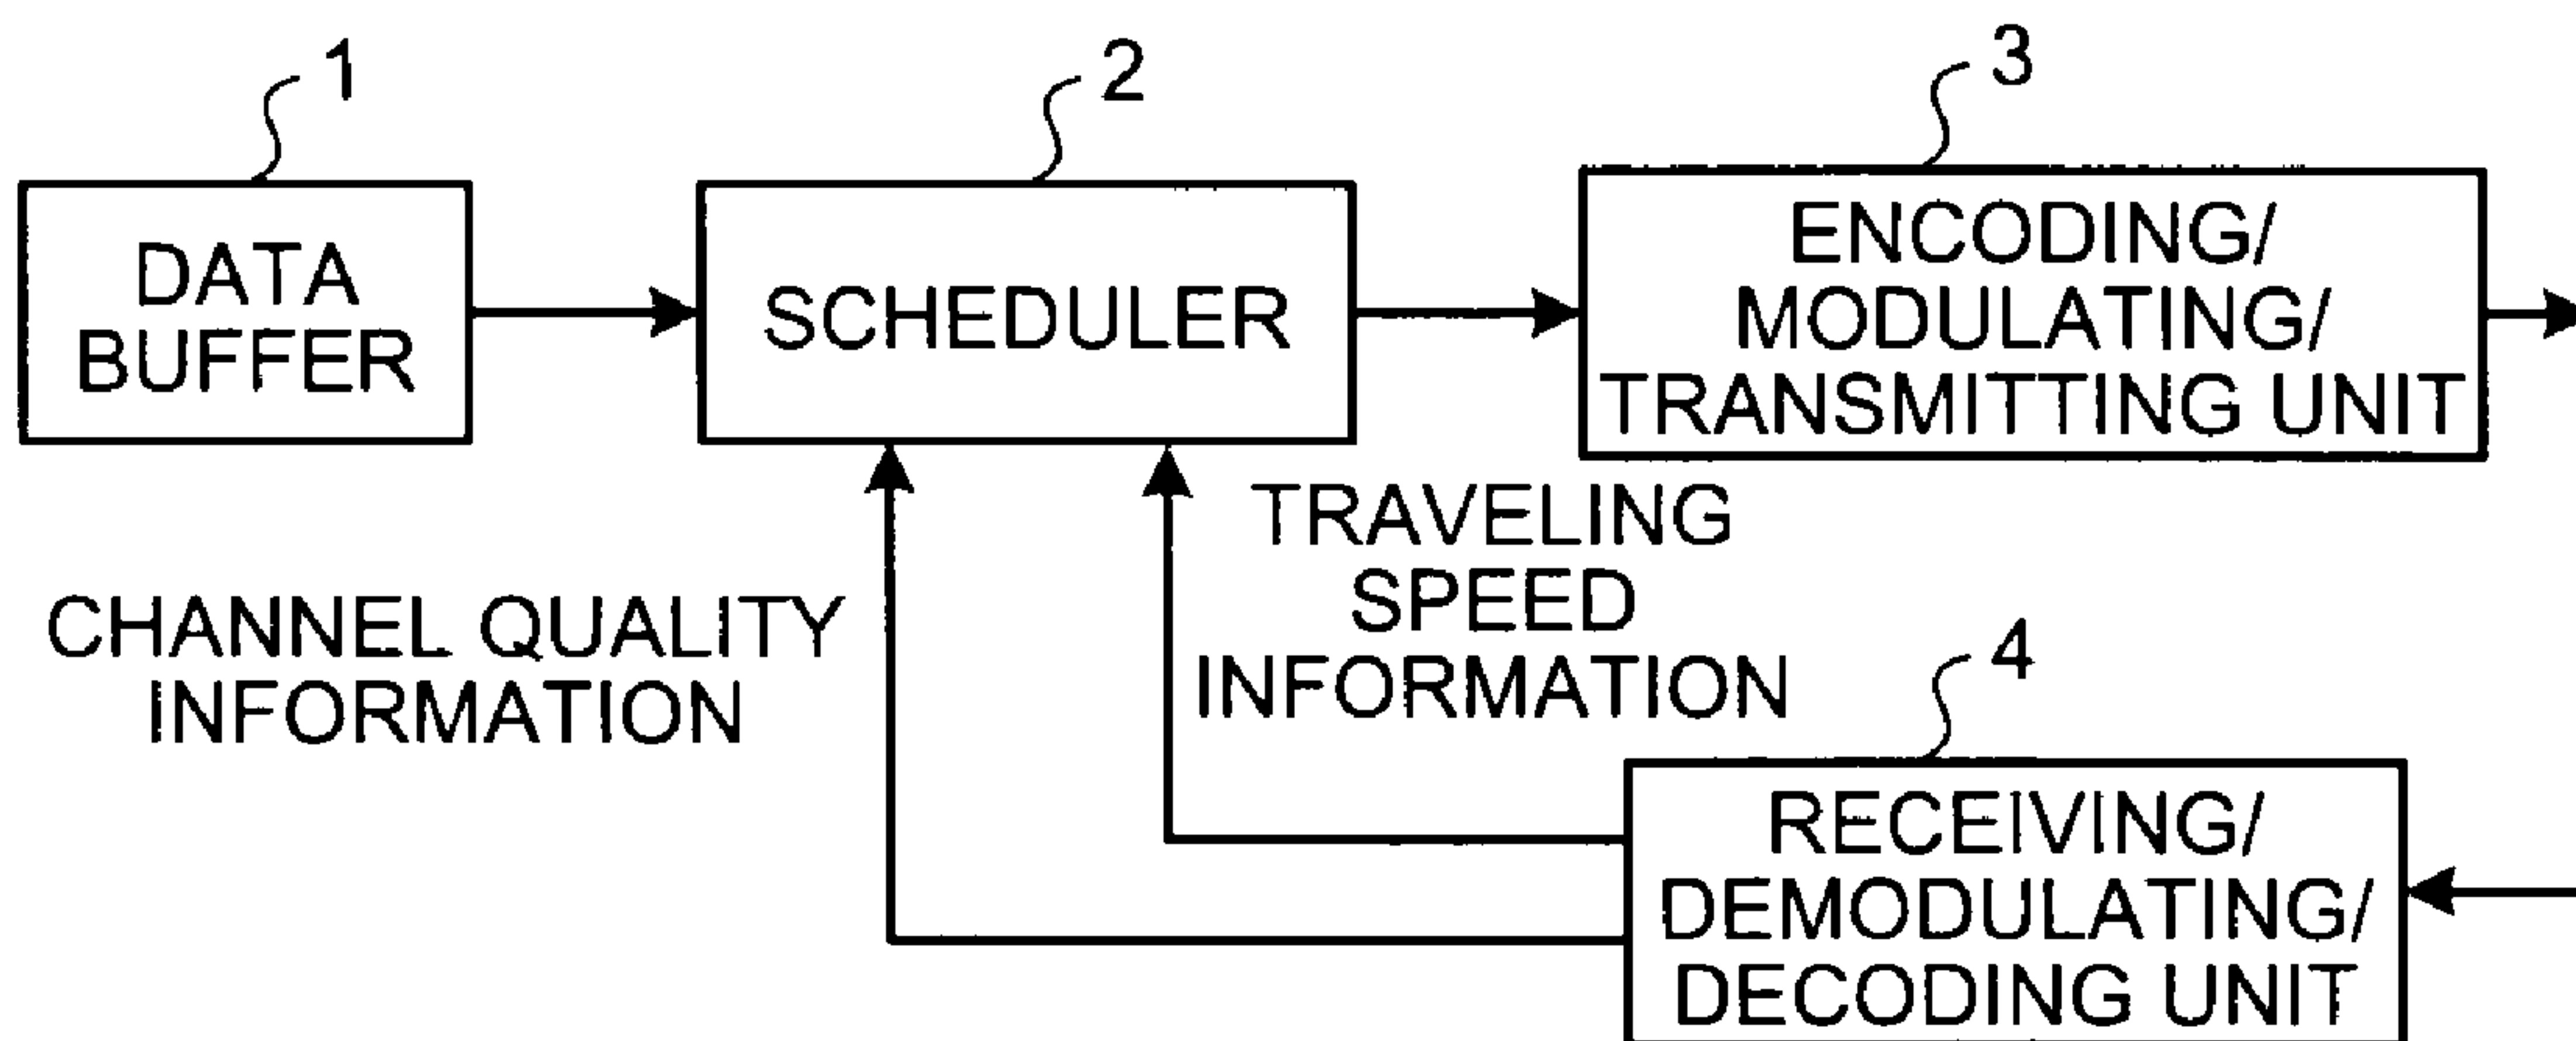 1
2
3
DATA
BUFFER
SCHEDULER
ENCODING/
MODULATING/
TRANSMITTING UNIT
CHANNEL QUALITY
INFORMATION
TRAVELING
SPEED
INFORMATION
4
RECEIVING/
DEMODULATING/
DECODING UNIT